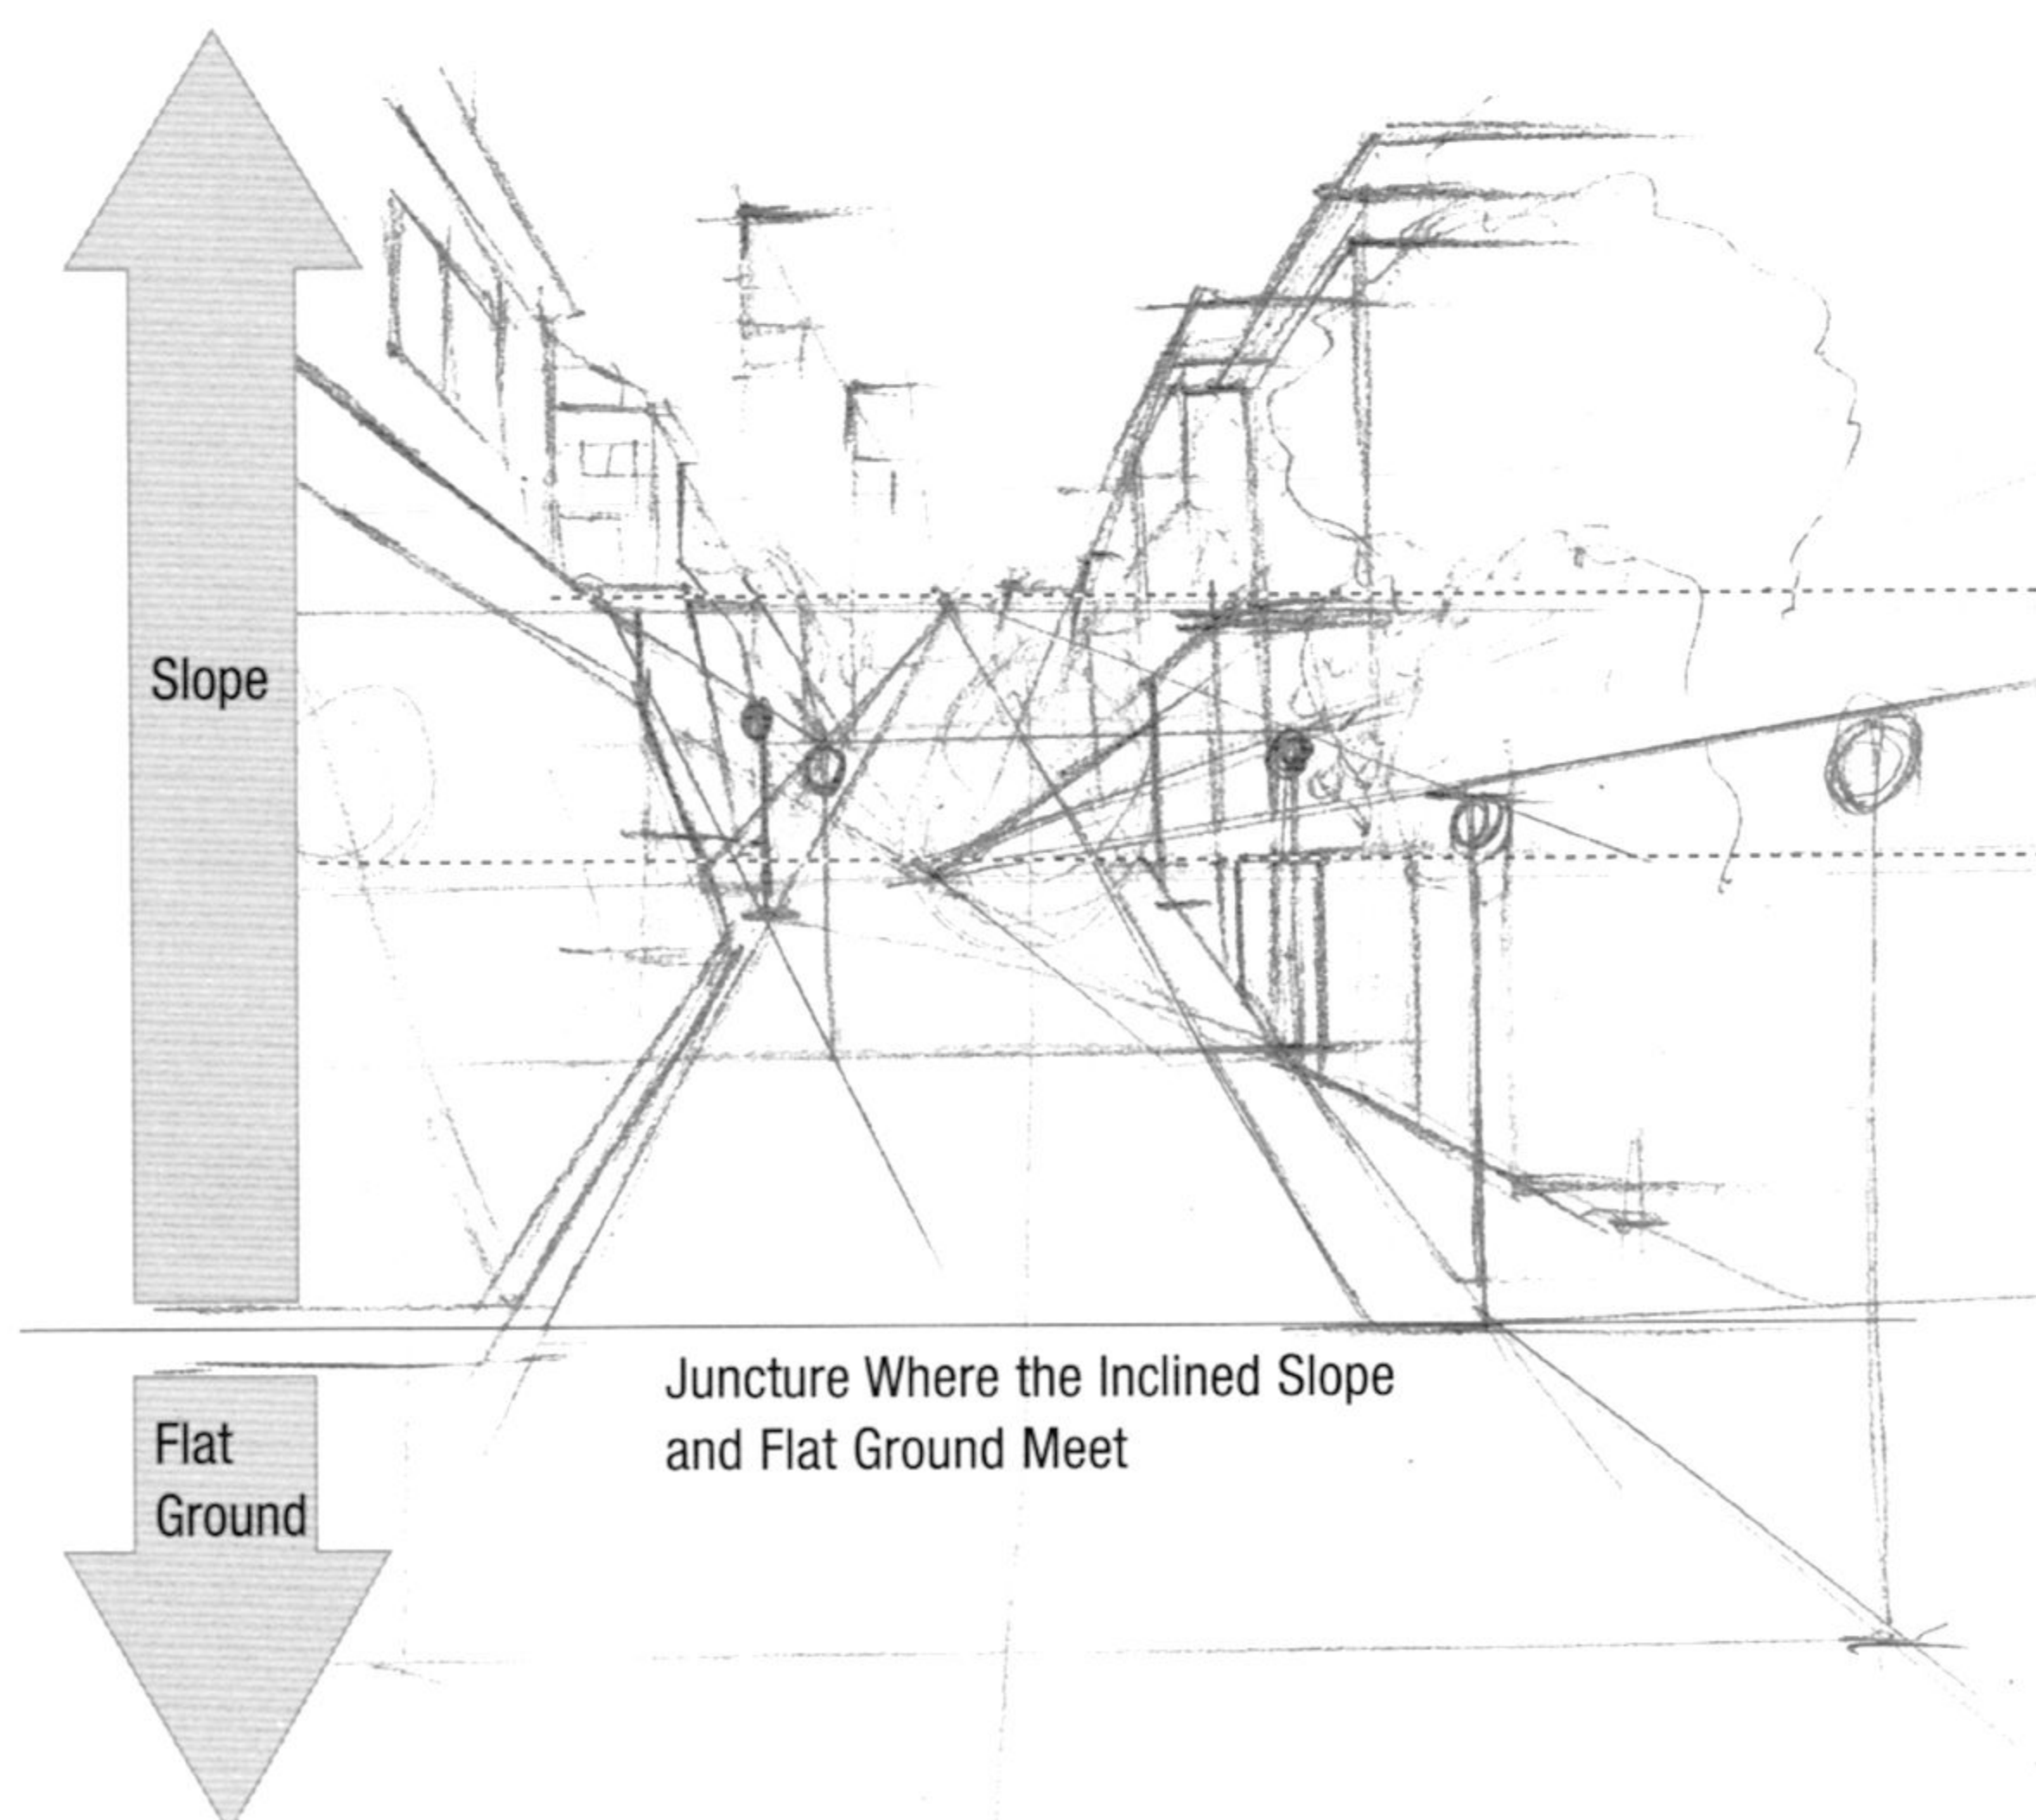 Slope
Juncture Where the Inclined Slope
and Flat Ground Meet
Flat
Ground